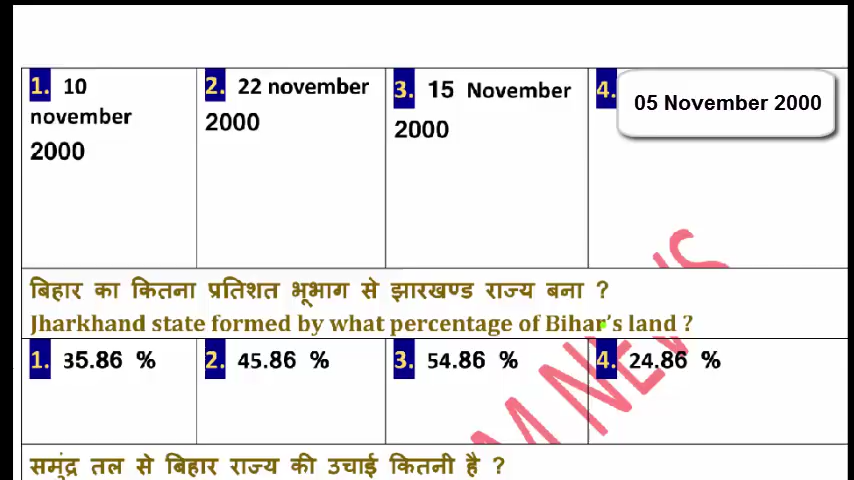 1. 10
november
2000
2. 22 november
2000
3. 15 November
2000
4. 05 November 2000
बिहार का कितना प्रतिशत भूभाग से झारखण्ड राज्य बना ?
Jharkhand state formed by what percentage of Bihar's land ?
1. 35.86 %
2. 45.86 %
3. 54.86 %
4. 24.86 %
समुंद्र तल से बिहार राज्य की उचाई कितनी है ?
M NEWS